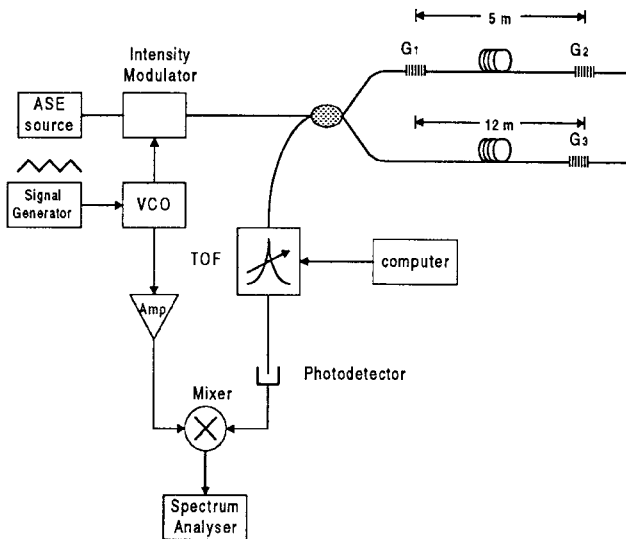 5 m
G1
G2
Intensity
Modulator
ASE
source
12 m
G3
Signal
Generator
VCO
TOF
computer
Amp.
Photodetector
Mixer
Spectrum
Analyser